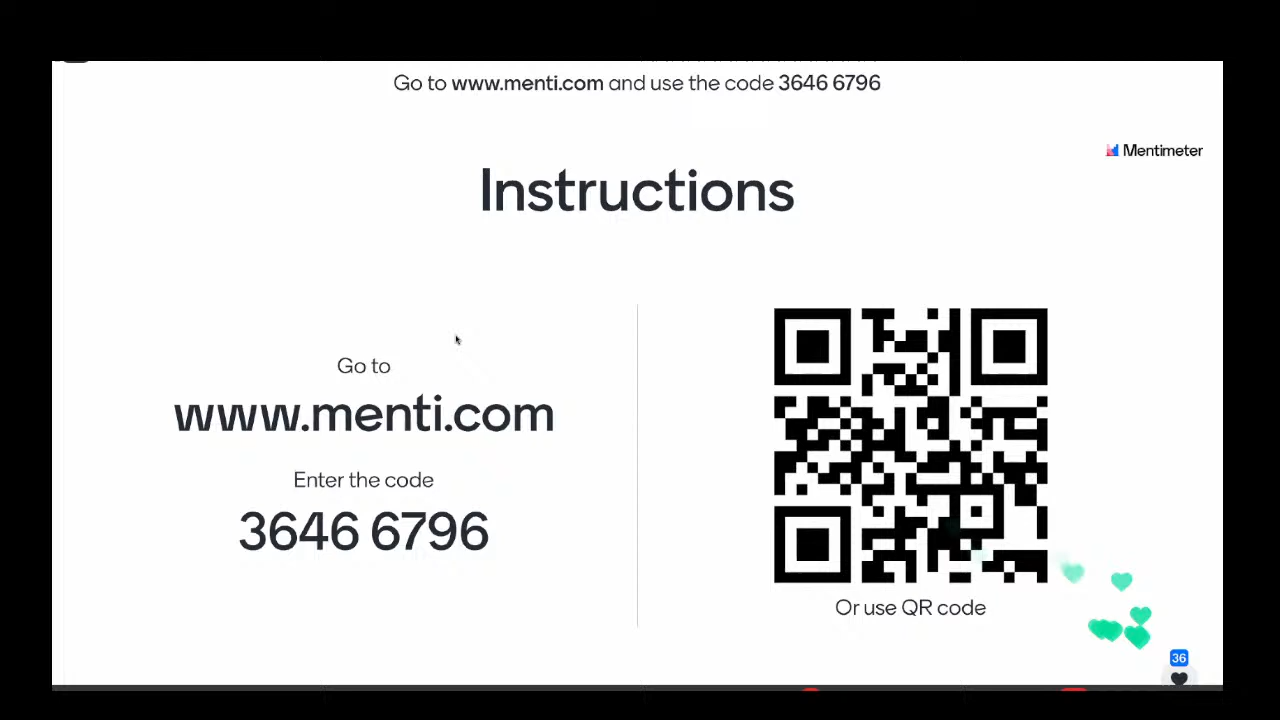 Go to www.menti.com and use the code 3646 6796
Mentimeter
Instructions
Go to
www.menti.com
Enter the code
3646 6796
Or use QR code
36